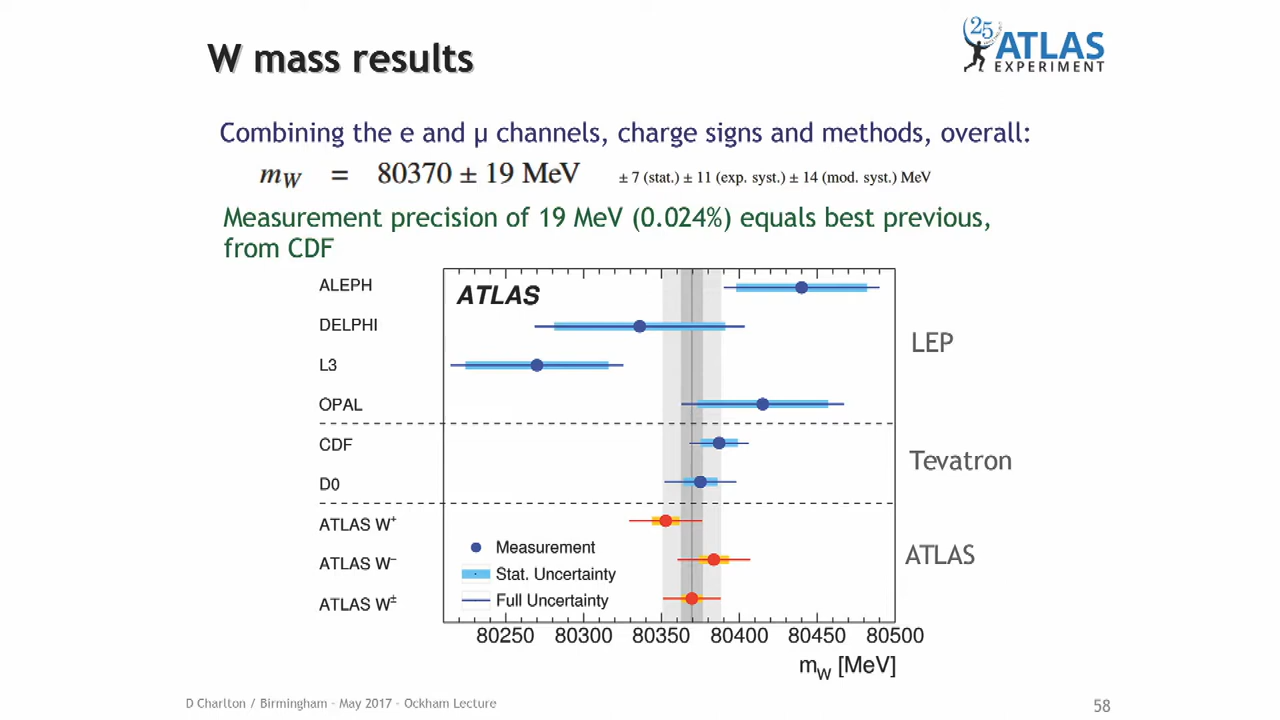 W mass results
25
ATLAS
EXPERIMENT
Combining the e and μ channels, charge signs and methods, overall:
m_W = 80370 ± 19 MeV ± 7 (stat.) ± 11 (exp. syst.) ± 14 (mod. syst.) MeV
Measurement precision of 19 MeV (0.024%) equals best previous,
from CDF
ATLAS
ALEPH
DELPHI
L3
OPAL
LEP
CDF
D0
Tevatron
ATLAS W⁺
ATLAS W⁻
ATLAS W±
ATLAS
Measurement
Stat. Uncertainty
Full Uncertainty
80250 80300 80350 80400 80450 80500
m_W [MeV]
D Charlton / Birmingham – May 2017 – Ockham Lecture
58